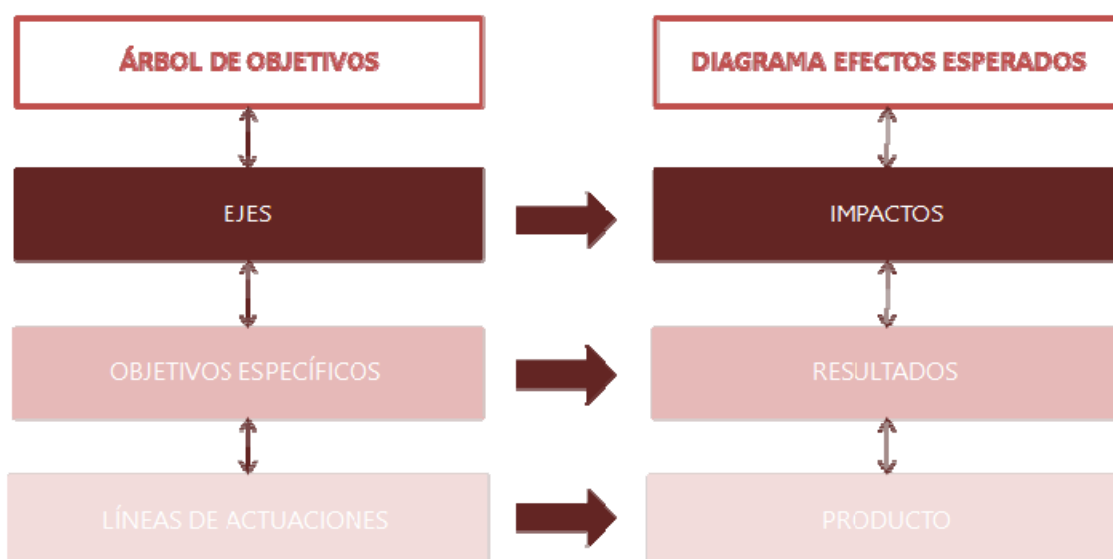 ÁRBOL DE OBJETIVOS
DIAGRAMA EFECTOS ESPERADOS
EJES
IMPACTOS
OBJETIVOS ESPECÍFICOS
RESULTADOS
LÍNEAS DE ACTUACIONES
PRODUCTO